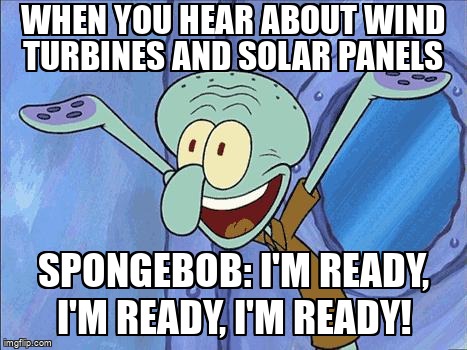 WHEN YOU HEAR ABOUT WIND
TURBINES AND SOLAR PANELS
SPONGEBOB: I'M READY,
I'M READY, I'M READY!
imgflip.com